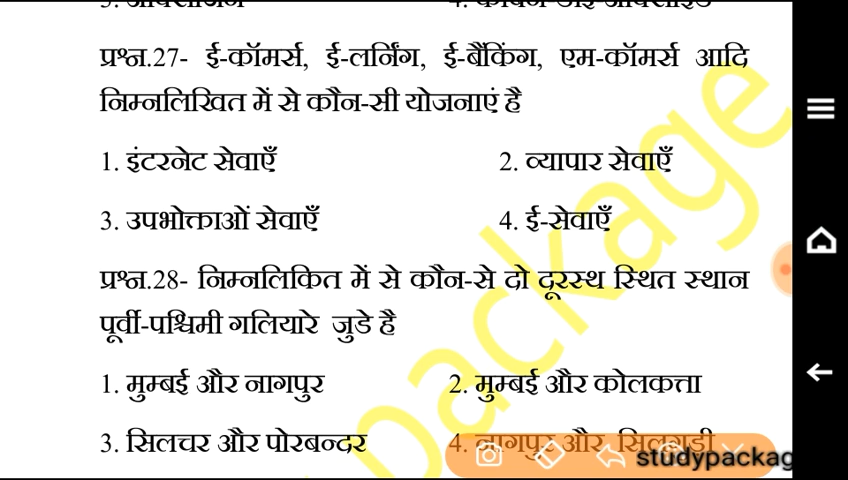 प्रश्न.27- ई-कॉमर्स, ई-लर्निंग, ई-बैंकिंग, एम-कॉमर्स आदि
निम्नलिखित में से कौन-सी योजनाएं है
1. इंटरनेट सेवाएँ 2. व्यापार सेवाएँ
3. उपभोक्ताओं सेवाएँ 4. ई-सेवाएँ
प्रश्न.28- निम्नलिकित में से कौन-से दो दूरस्थ स्थित स्थान
पूर्वी-पश्चिमी गलियारे जुडे है
1. मुम्बई और नागपुर 2. मुम्बई और कोलकत्ता
3. सिलचर और पोरबन्दर 4. नागपुर और सिलगुड़ी
studypackag
package